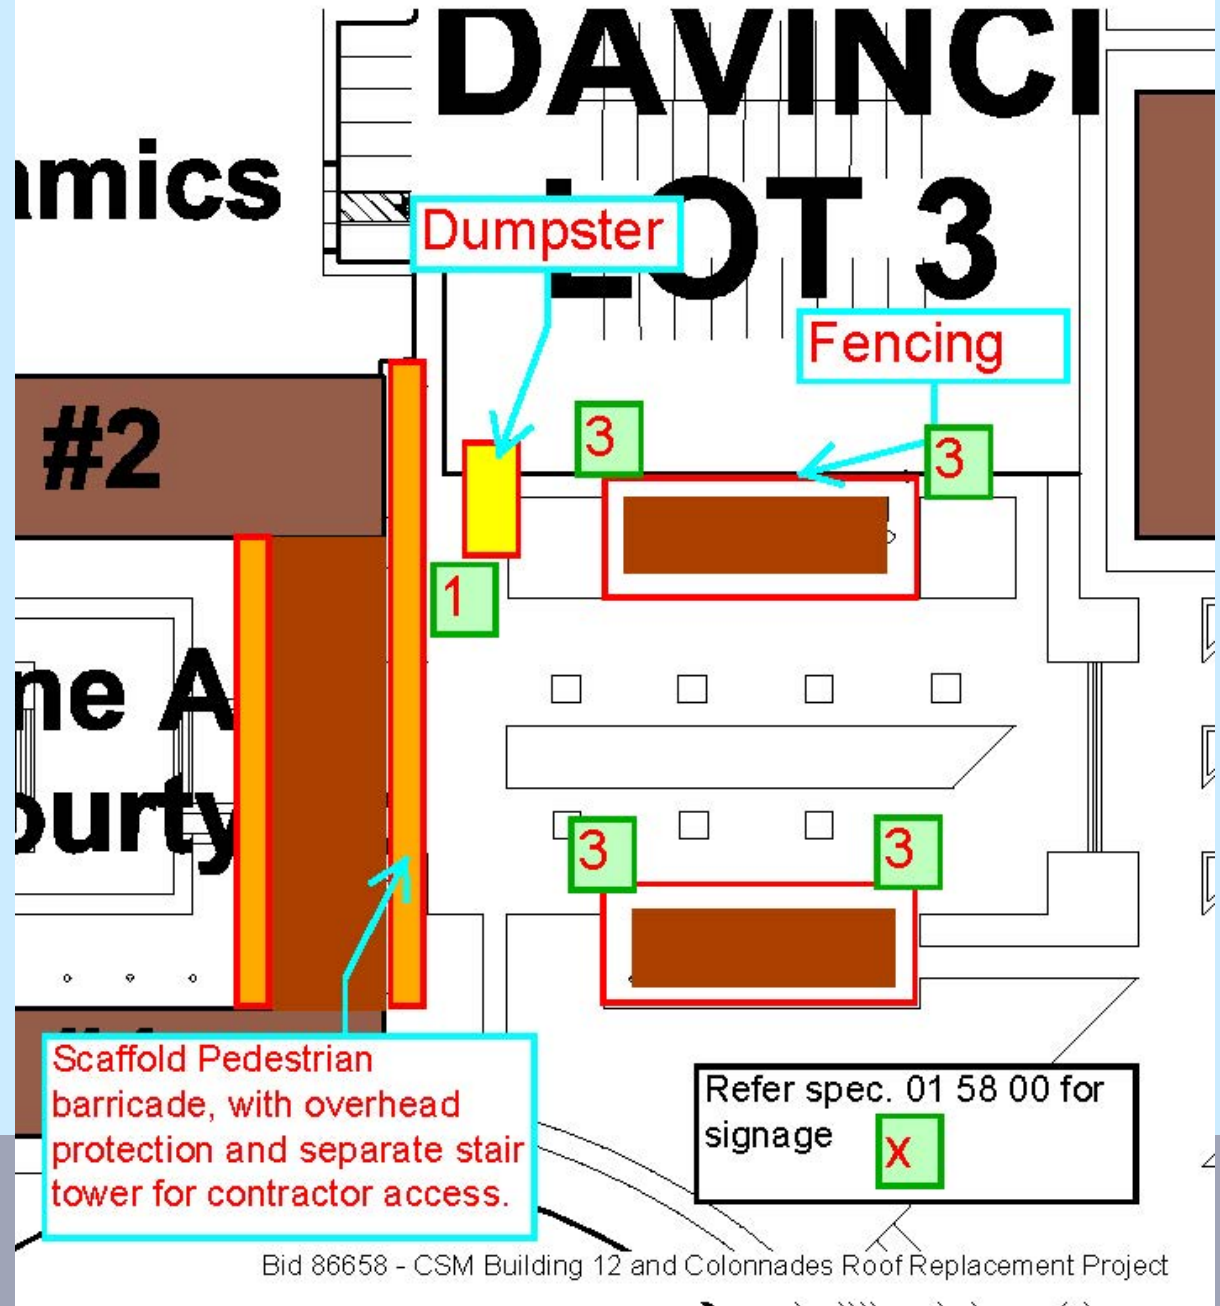 DAVINCI
amics
LOT 3
Dumpster
Fencing
#2
3
3
1
ne A
ourty
3
3
Scaffold Pedestrian
barricade, with overhead
protection and separate stair
tower for contractor access.
Refer spec. 01 58 00 for
signage
X
Bid 86658 - CSM Building 12 and Colonnades Roof Replacement Project